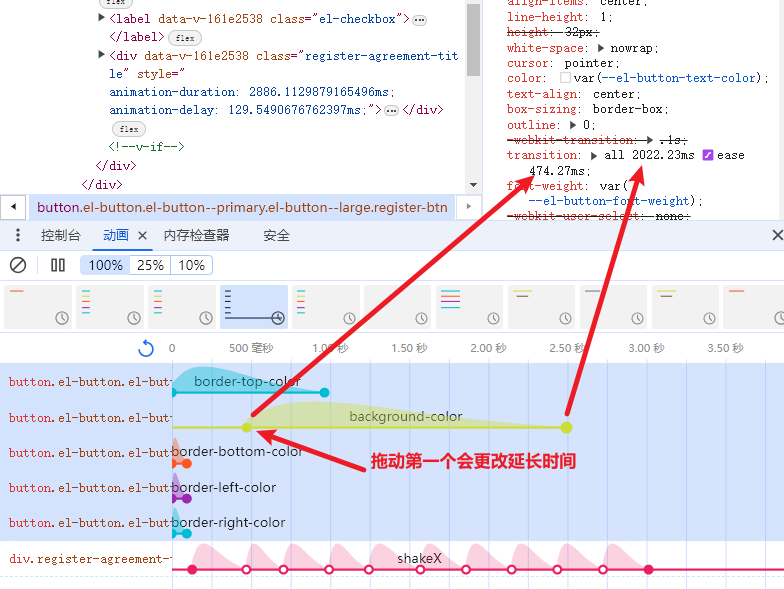 flex
<label data-v-161e2538 class="el-checkbox">
</label> flex
<div data-v-161e2538 class="register-agreement-tit
le" style="
animation-duration: 2886.1129879165496ms;
animation-delay: 129.5490676762397ms;"> </div>
flex
<!--v-if-->
</div>
</div>
align-items: center;
line-height: 1;
height: 32px;
white-space: nowrap;
cursor: pointer;
color: var(--el-button-text-color);
text-align: center;
box-sizing: border-box;
outline: 0;
-webkit-transition: .1s;
transition: all 2022.23ms ease
474.27ms;
font-weight: var(
--el-button-font-weight);
-webkit-user-select: none;
button.el-button.el-button--primary.el-button--large.register-btn
控制台 动画 内存检查器 安全
100% 25% 10%
0 500 毫秒 1.00 秒 1.50 秒 2.00 秒 2.50 秒 3.00 秒 3.50 秒
button.el-button.el-but border-top-color
button.el-button.el-but background-color
button.el-button.el-but border-bottom-color
拖动第一个会更改延长时间
button.el-button.el-but border-left-color
button.el-button.el-but border-right-color
div.register-agreement- shakeX